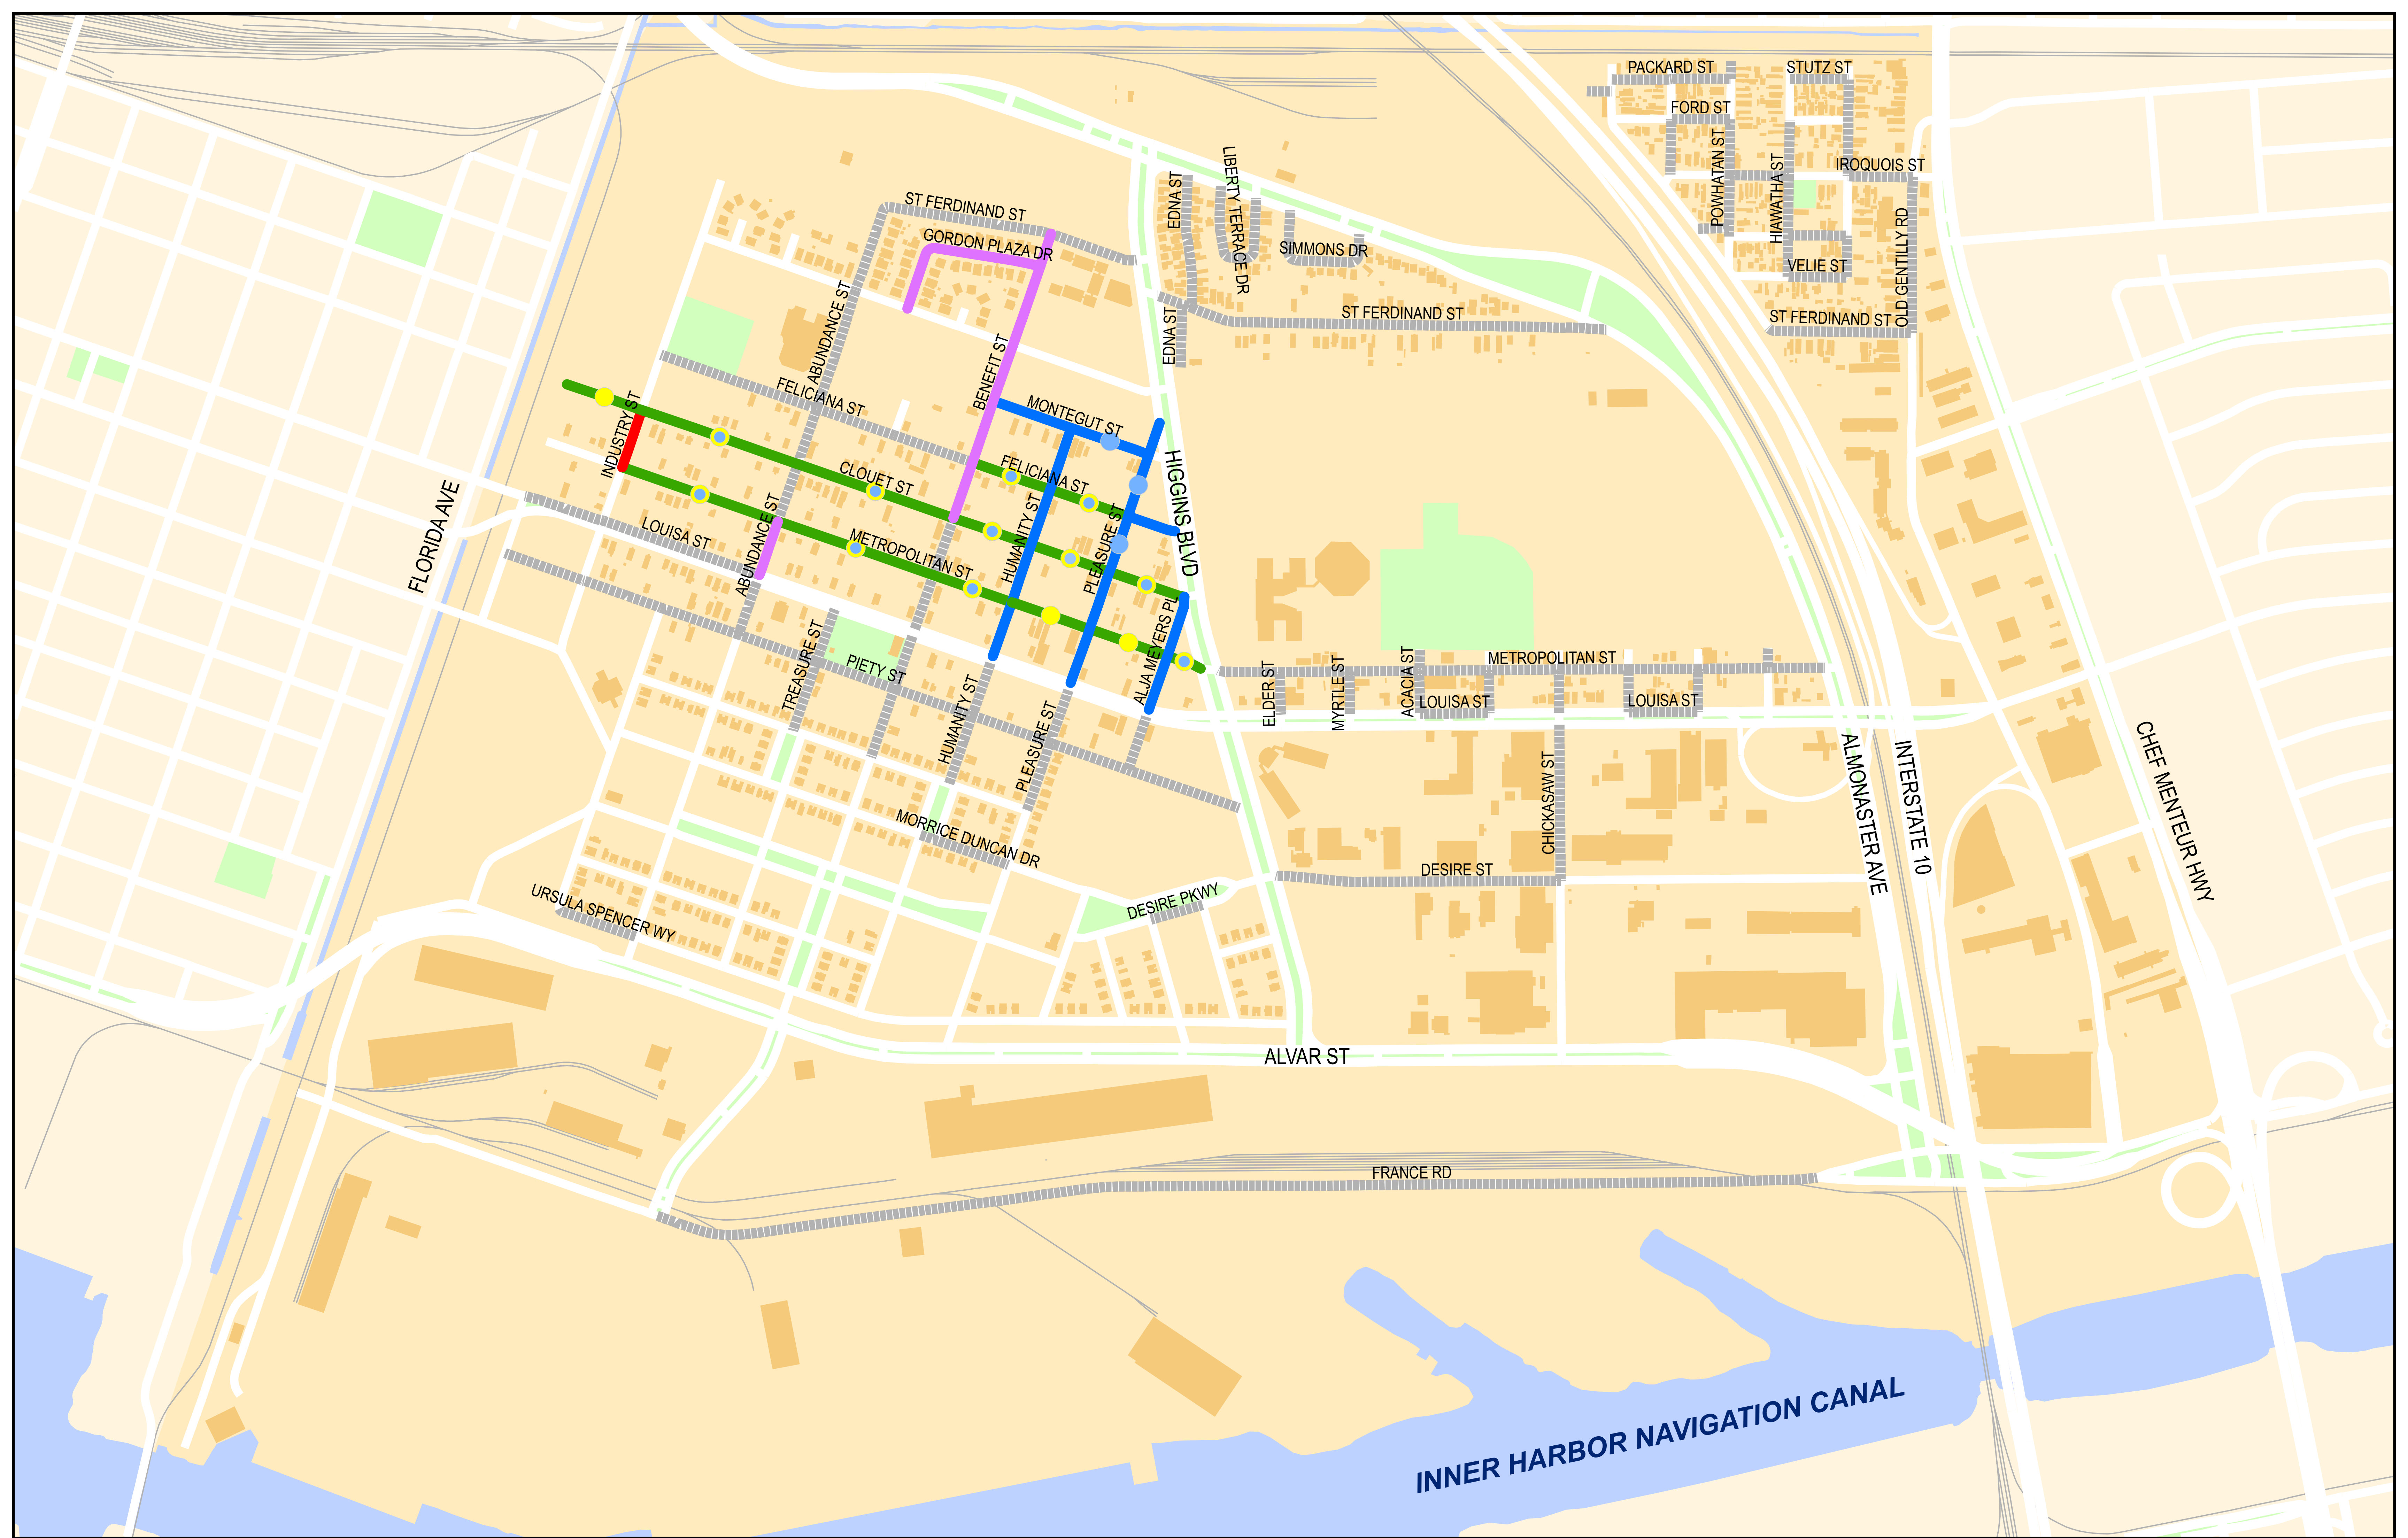 PACKARD ST
STUTZ ST
FORD ST
POWHATAN ST
HIAWATHA ST
IROQUOIS ST
OLD GENTILLY RD
VELIE ST
ST FERDINAND ST
EDNA ST
LIBERTY TERRACE DR
SIMMONS DR
ST FERDINAND ST
EDNA ST
ST FERDINAND ST
GORDON PLAZA DR
ABUNDANCE ST
BENEFIT ST
FELICIANA ST
MONTEGUT ST
INDUSTRY ST
CLOUET ST
FELICIANA ST
HIGGINS BLVD
FLORIDA AVE
LOUISA ST
ABUNDANCE ST
METROPOLITAN ST
HUMANITY ST
PLEASURE ST
ALJA MEYERS PL
TREASURE ST
PIETY ST
HUMANITY ST
PLEASURE ST
ELDER ST
MYRTLE ST
ACACIA ST
METROPOLITAN ST
LOUISA ST
LOUISA ST
CHICKASAW ST
ALMONASTER AVE
INTERSTATE 10
CHEF MENTEUR HWY
MORRICE DUNCAN DR
DESIRE ST
DESIRE PKWY
URSULA SPENCER WY
ALVAR ST
FRANCE RD
INNER HARBOR NAVIGATION CANAL